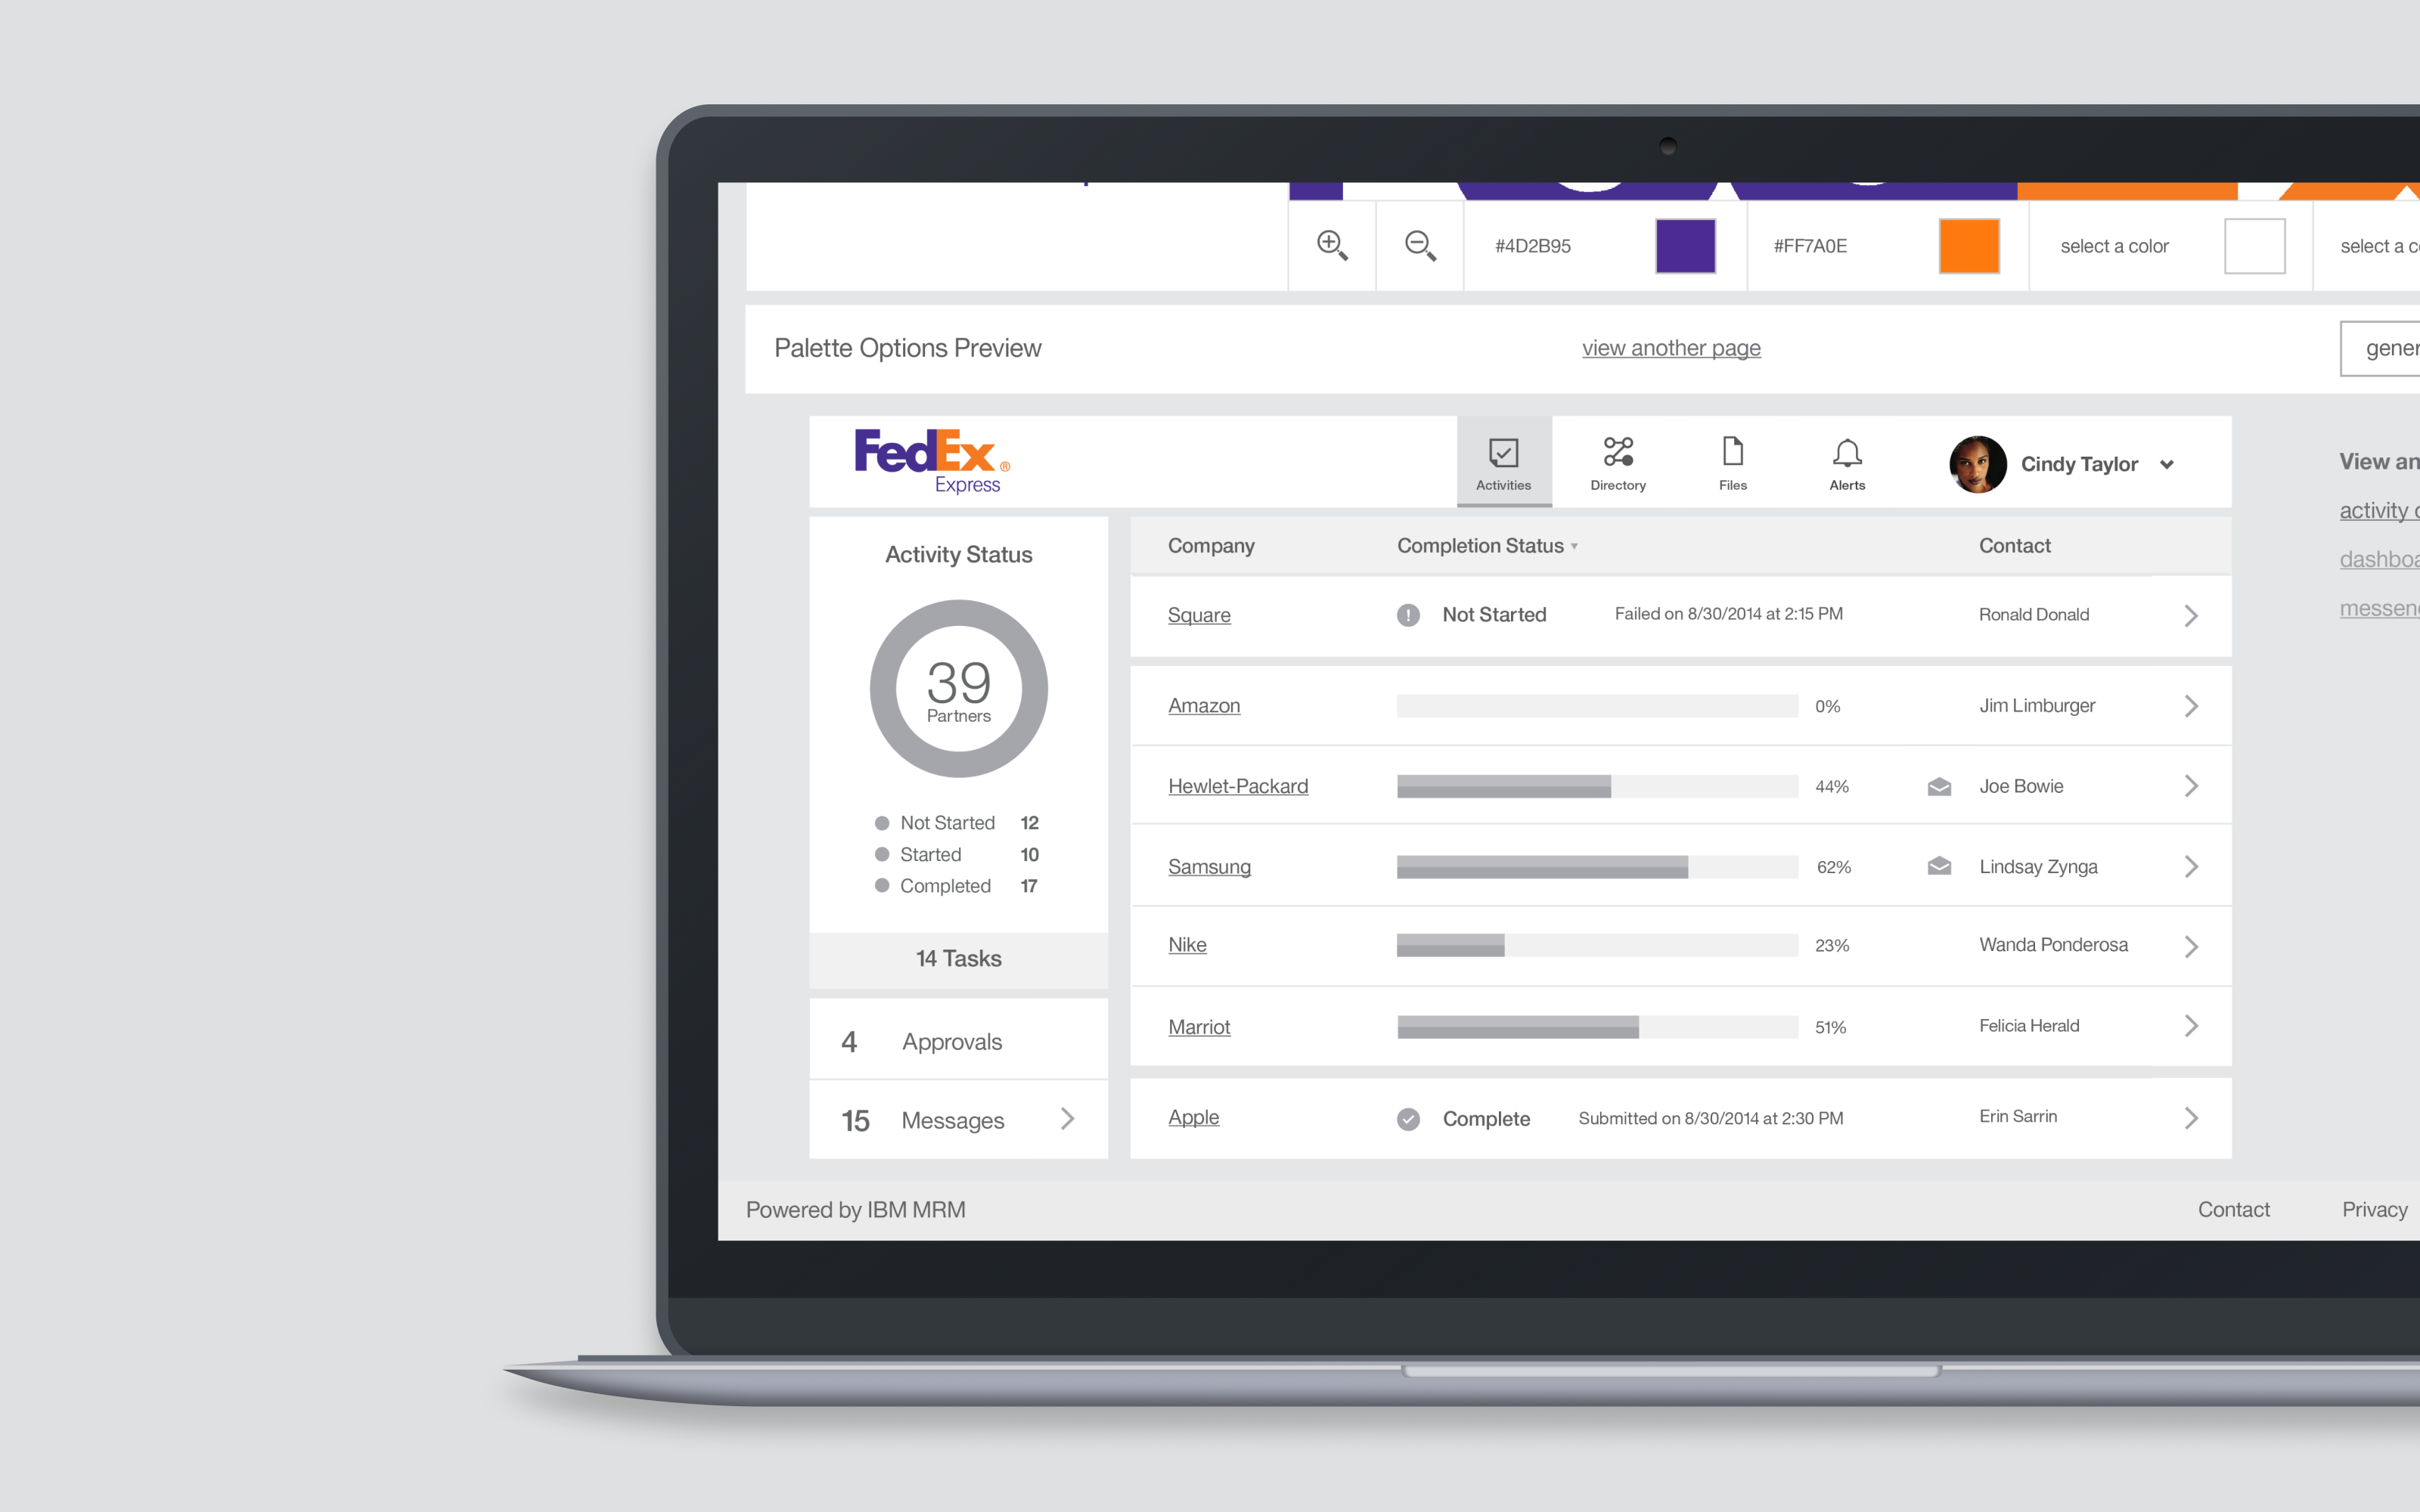 #4D2B95
#FF7A0E
select a color
select a c
Palette Options Preview
view another page
gener
FedEx®
Express
Activities
Directory
Files
Alerts
Cindy Taylor
View an
activity
dashboa
messen
Activity Status
39
Partners
Not Started 12
Started 10
Completed 17
14 Tasks
4 Approvals
15 Messages
Company Completion Status Contact
Square Not Started Failed on 8/30/2014 at 2:15 PM Ronald Donald
Amazon 0% Jim Limburger
Hewlet-Packard 44% Joe Bowie
Samsung 62% Lindsay Zynga
Nike 23% Wanda Ponderosa
Marriot 51% Felicia Herald
Apple Complete Submitted on 8/30/2014 at 2:30 PM Erin Sarrin
Powered by IBM MRM
Contact
Privacy